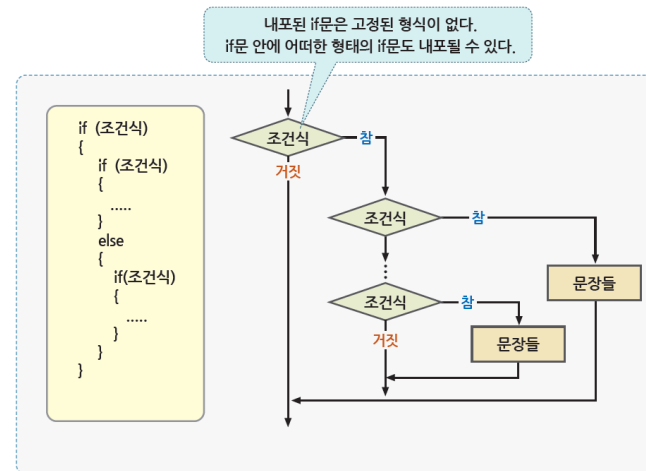 내포된 if문은 고정된 형식이 없다.
if문 안에 어떠한 형태의 if문도 내포될 수 있다.
if (조건식)
{
if (조건식)
{
.....
}
else
{
if(조건식)
{
.....
}
}
}
조건식
참
거짓
조건식
참
조건식
참
거짓
문장들
문장들